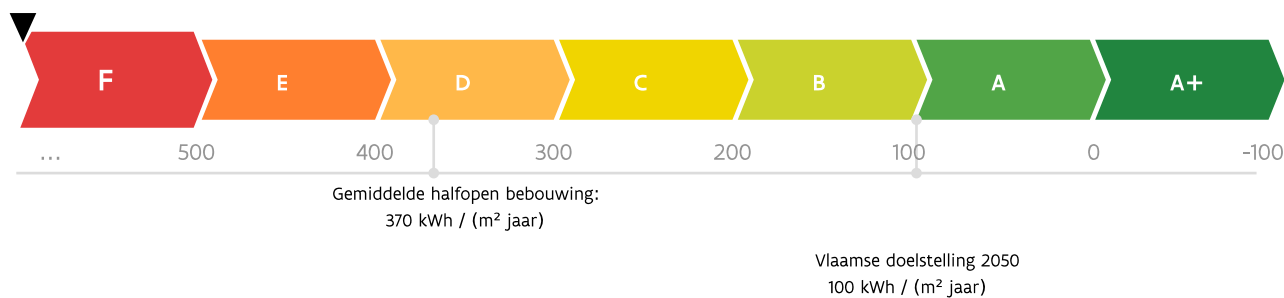 F E D C B A A+
... 500 400 300 200 100 0 -100
Gemiddelde halfopen bebouwing:
370 kWh / (m² jaar)
Vlaamse doelstelling 2050
100 kWh / (m² jaar)